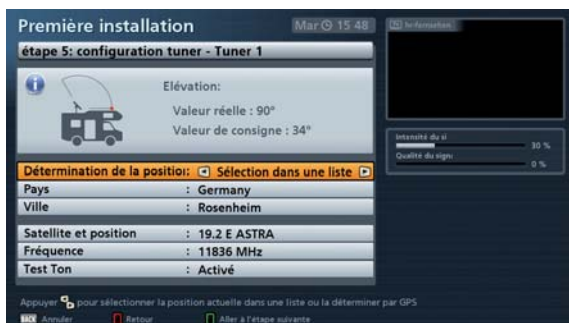 Première installation
Mar 15 48
étape 5: configuration tuner - Tuner 1
Elévation:
Valeur réelle : 90°
Valeur de consigne : 34°
Intensité du si
30 %
Qualité du sign:
0 %
Détermination de la positioı: Sélection dans une liste
Pays : Germany
Ville : Rosenheim
Satellite et position : 19.2 E ASTRA
Fréquence : 11836 MHz
Test Ton : Activé
Appuyer pour sélectionner la position actuelle dans une liste ou la déterminer par GPS
BACK Annuler Retour Aller à l'étape suivante